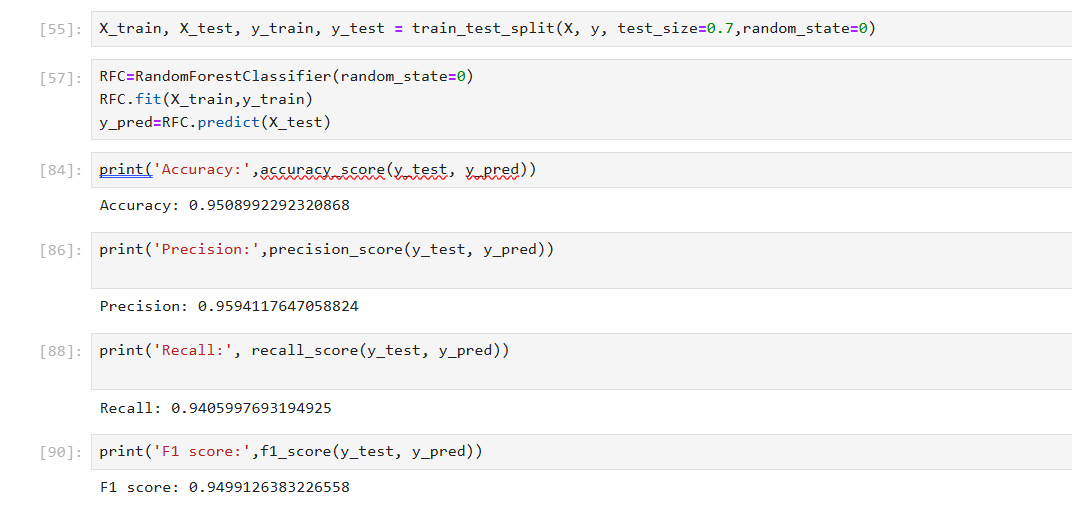 [55]: X_train, X_test, y_train, y_test = train_test_split(X, y, test_size=0.7,random_state=0)
[57]: RFC=RandomForestClassifier(random_state=0)
RFC.fit(X_train,y_train)
y_pred=RFC.predict(X_test)
[84]: print('Accuracy:',accuracy_score(y_test, y_pred))
Accuracy: 0.9508992292320868
[86]: print('Precision:',precision_score(y_test, y_pred))
Precision: 0.9594117647058824
[88]: print('Recall:', recall_score(y_test, y_pred))
Recall: 0.9405997693194925
[90]: print('F1 score:',f1_score(y_test, y_pred))
F1 score: 0.9499126383226558